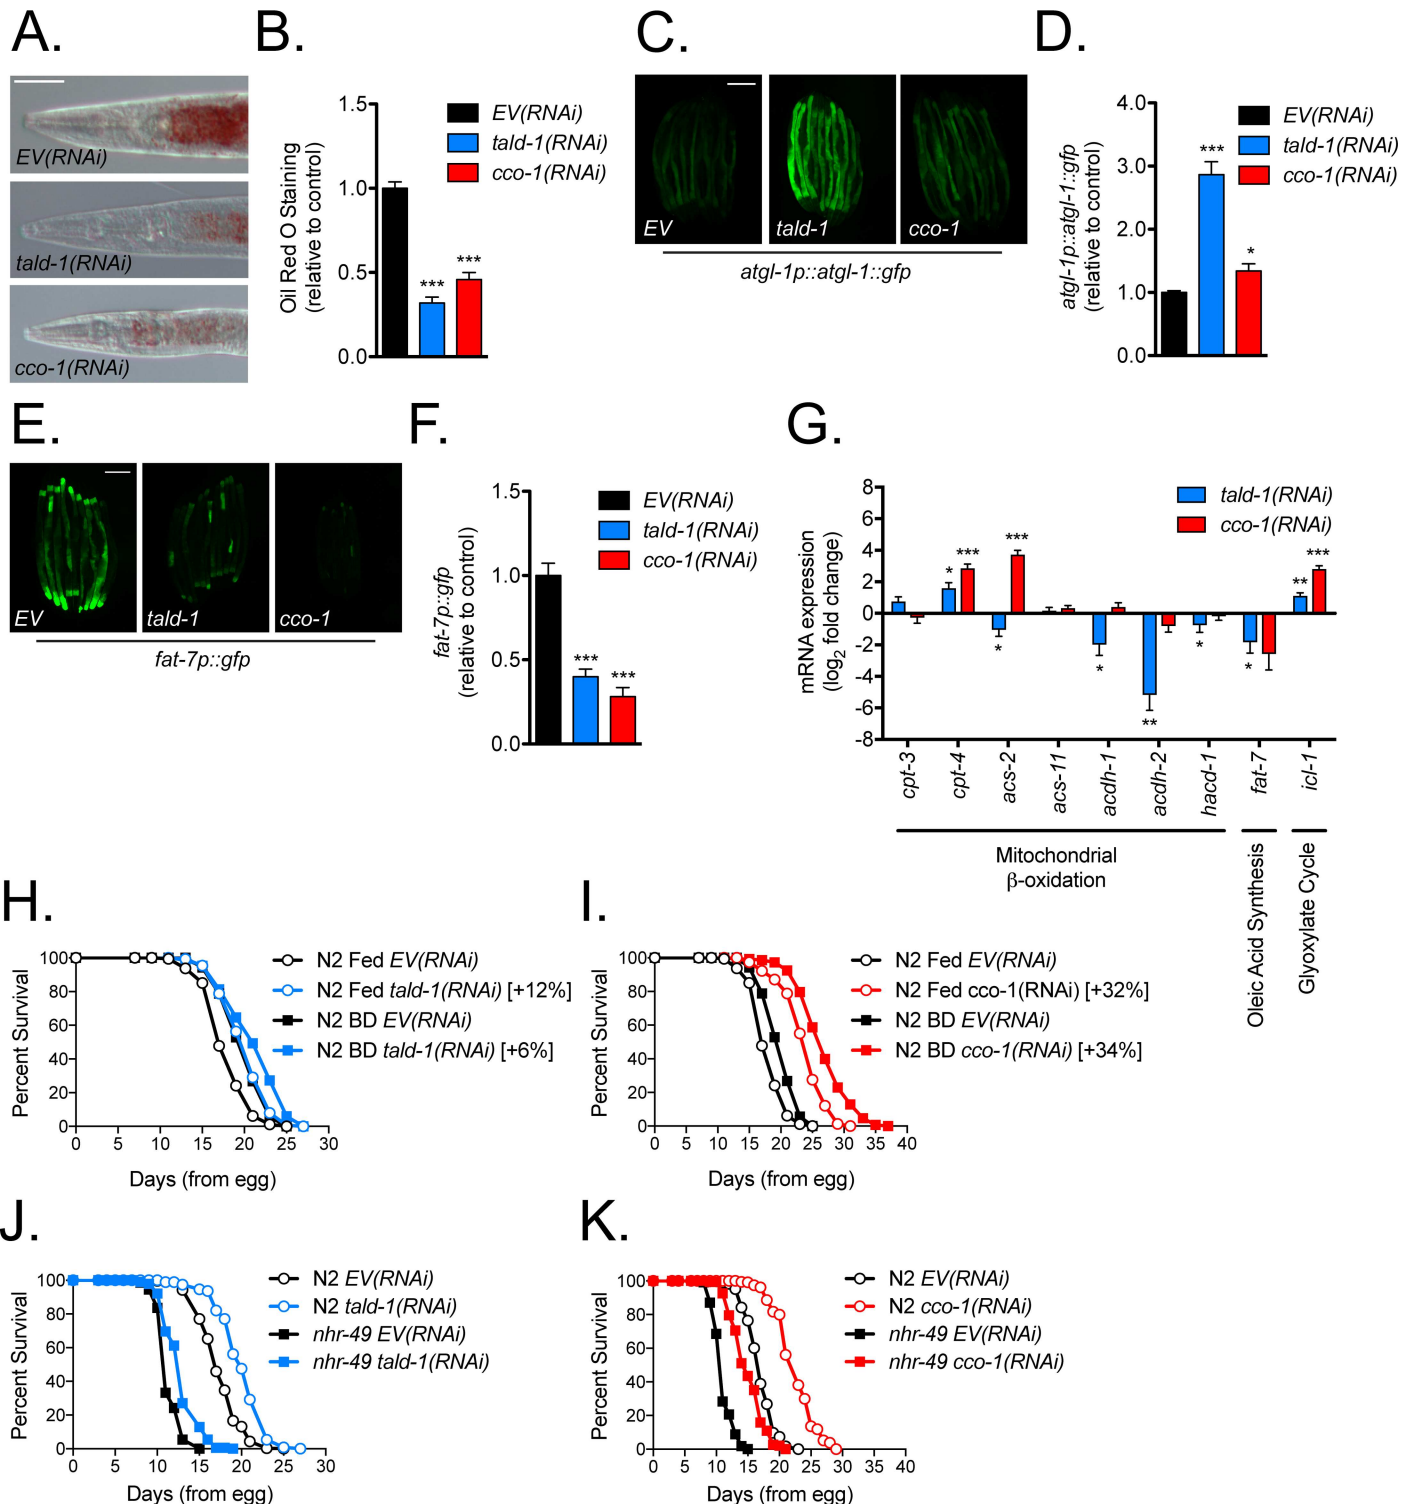 A.
EV(RNAi)
tald-1(RNAi)
cco-1(RNAi)
B.
Oil Red O Staining
(relative to control)
1.5
1.0
0.5
0.0
***
***
EV(RNAi)
tald-1(RNAi)
cco-1(RNAi)
C.
EV
tald-1
cco-1
atgl-1p::atgl-1::gfp
D.
atgl-1p::atgl-1::gfp
(relative to control)
4.0
3.0
2.0
1.0
0.0
***
*
EV(RNAi)
tald-1(RNAi)
cco-1(RNAi)
E.
EV
tald-1
cco-1
fat-7p::gfp
F.
fat-7p::gfp
(relative to control)
1.5
1.0
0.5
0.0
***
***
EV(RNAi)
tald-1(RNAi)
cco-1(RNAi)
G.
mRNA expression
(log2 fold change)
8
6
4
2
0
-2
-4
-6
-8
*
***
*
***
*
**
*
*
**
***
tald-1(RNAi)
cco-1(RNAi)
cpt-3
cpt-4
acs-2
acs-11
acdh-1
acdh-2
hacd-1
fat-7
icl-1
Mitochondrial
β-oxidation
Oleic Acid Synthesis
Glyoxylate Cycle
H.
Percent Survival
100
80
60
40
20
0
0 5 10 15 20 25 30
Days (from egg)
N2 Fed EV(RNAi)
N2 Fed tald-1(RNAi) [+12%]
N2 BD EV(RNAi)
N2 BD tald-1(RNAi) [+6%]
I.
Percent Survival
100
80
60
40
20
0
0 5 10 15 20 25 30 35 40
Days (from egg)
N2 Fed EV(RNAi)
N2 Fed cco-1(RNAi) [+32%]
N2 BD EV(RNAi)
N2 BD cco-1(RNAi) [+34%]
J.
Percent Survival
100
80
60
40
20
0
0 5 10 15 20 25 30
Days (from egg)
N2 EV(RNAi)
N2 tald-1(RNAi)
nhr-49 EV(RNAi)
nhr-49 tald-1(RNAi)
K.
Percent Survival
100
80
60
40
20
0
0 5 10 15 20 25 30 35 40
Days (from egg)
N2 EV(RNAi)
N2 cco-1(RNAi)
nhr-49 EV(RNAi)
nhr-49 cco-1(RNAi)